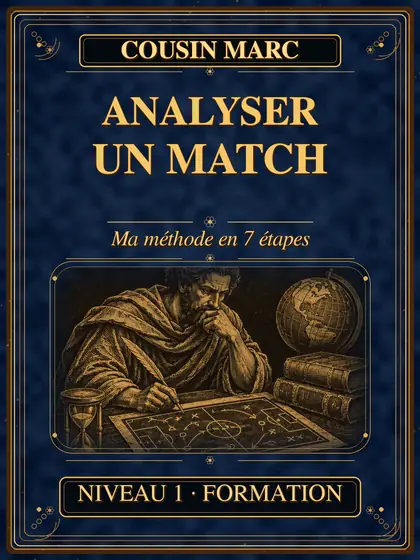 COUSIN MARC
ANALYSER
UN MATCH
Ma méthode en 7 étapes
NIVEAU 1 · FORMATION